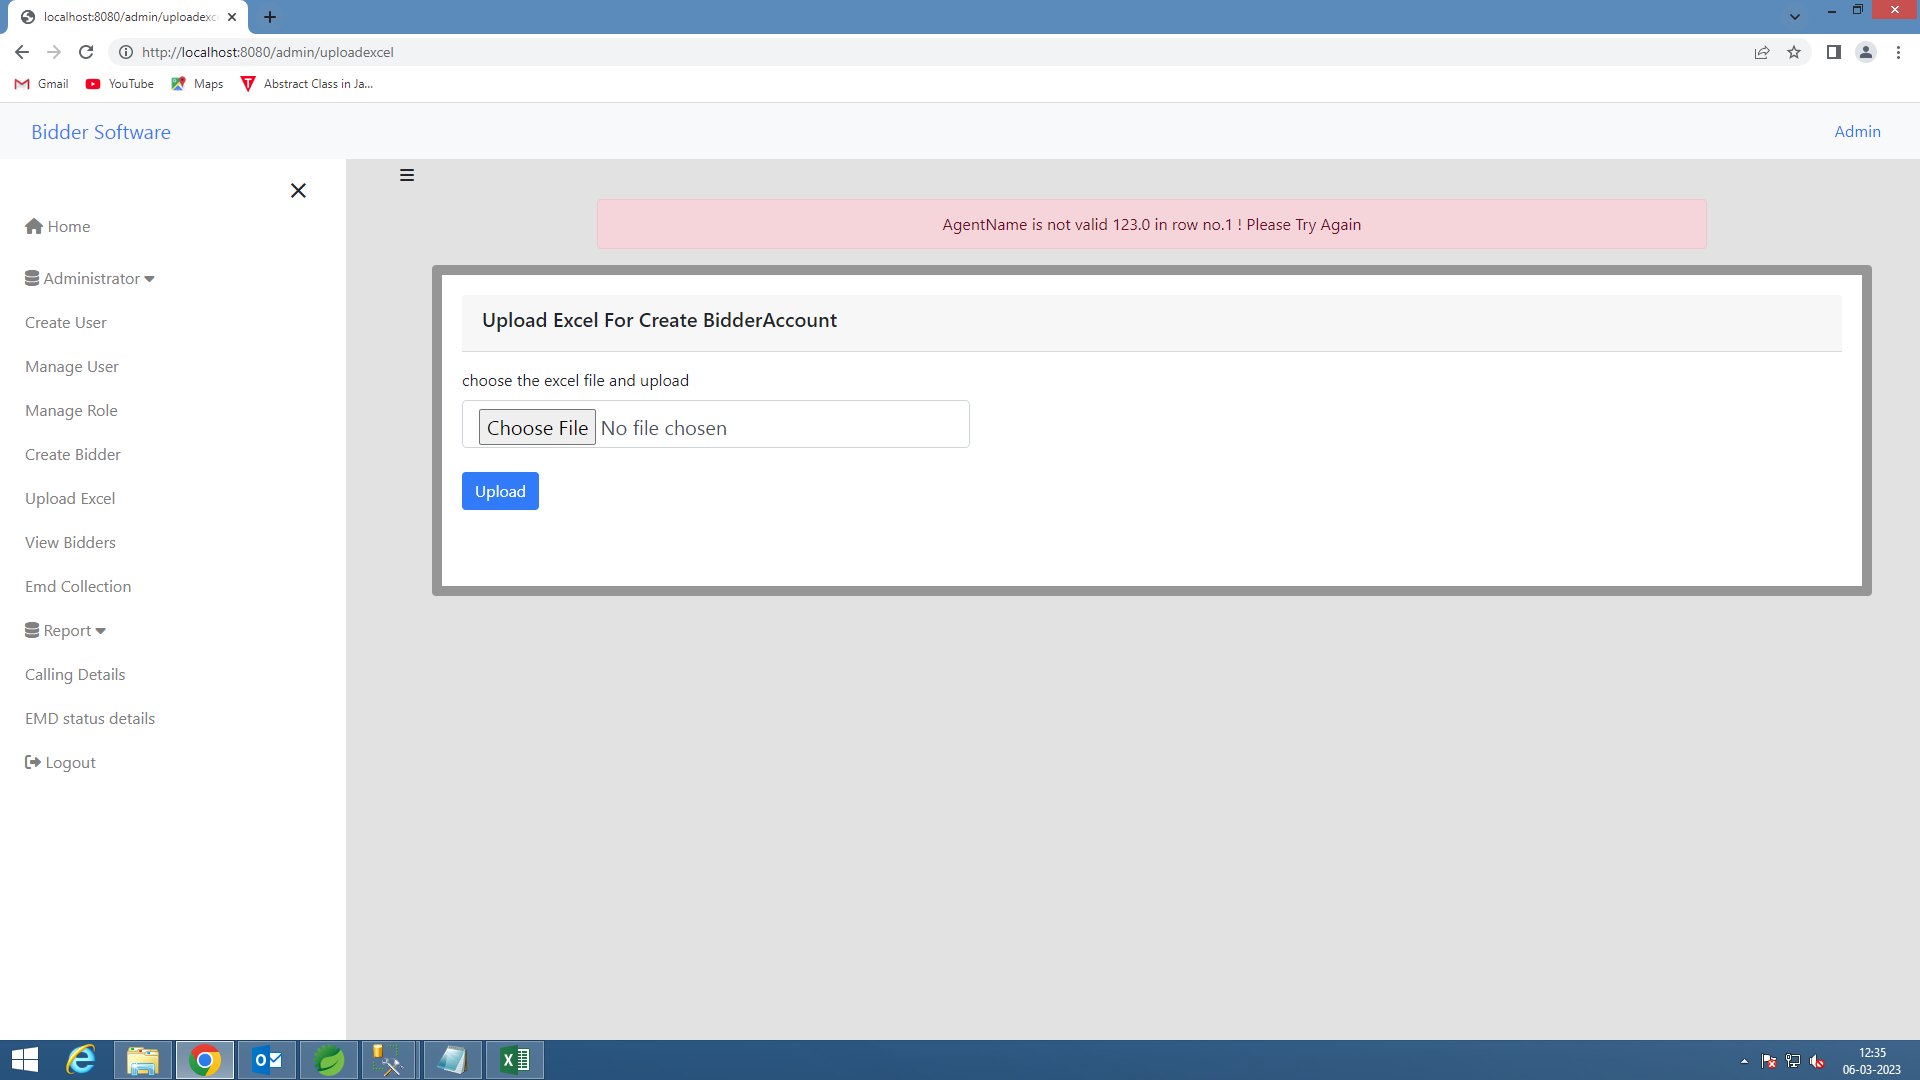 localhost:8080/admin/uploadexc
http://localhost:8080/admin/uploadexcel
Gmail
YouTube
Maps
Abstract Class in Ja...
Bidder Software
Admin
Home
Administrator
Create User
Manage User
Manage Role
Create Bidder
Upload Excel
View Bidders
Emd Collection
Report
Calling Details
EMD status details
Logout
AgentName is not valid 123.0 in row no.1 ! Please Try Again
Upload Excel For Create BidderAccount
choose the excel file and upload
Choose File No file chosen
Upload
12:35
06-03-2023